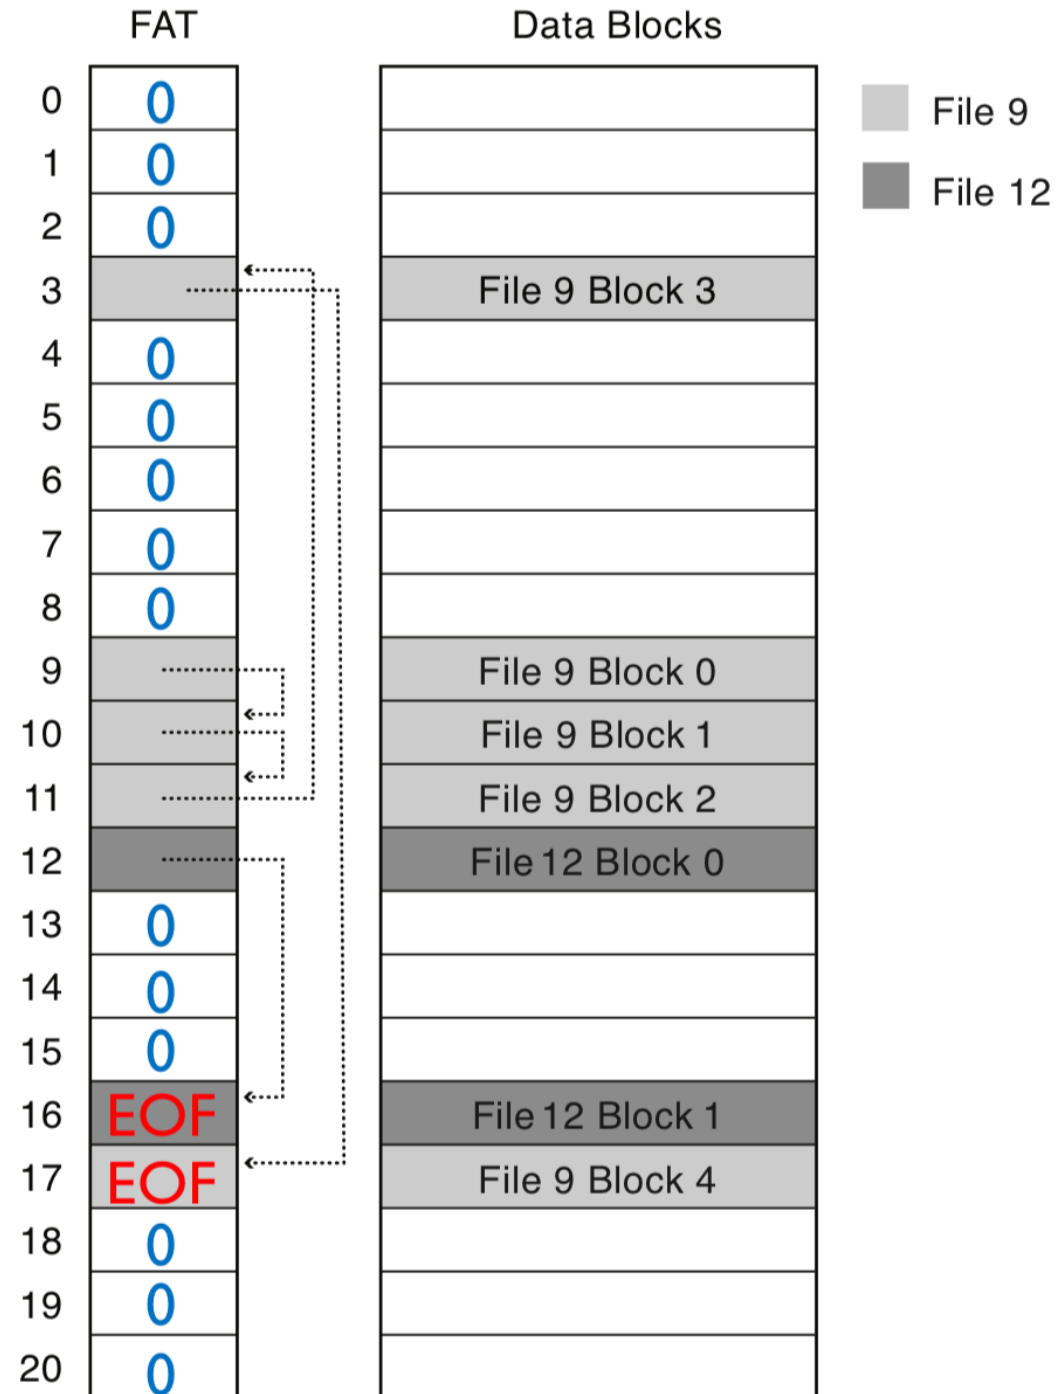 FAT Data Blocks
0 0 File 9
1 0 File 12
2 0
3 File 9 Block 3
4 0
5 0
6 0
7 0
8 0
9 File 9 Block 0
10 File 9 Block 1
11 File 9 Block 2
12 File 12 Block 0
13 0
14 0
15 0
16 EOF File 12 Block 1
17 EOF File 9 Block 4
18 0
19 0
20 0